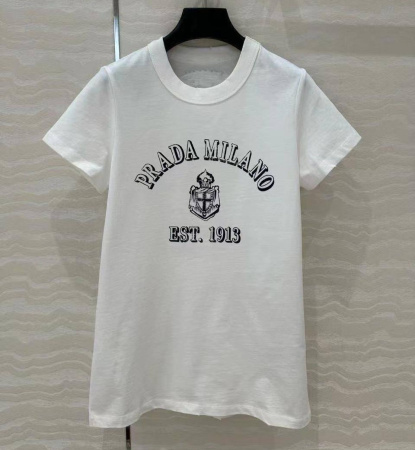 PRADA MILANO
EST. 1913